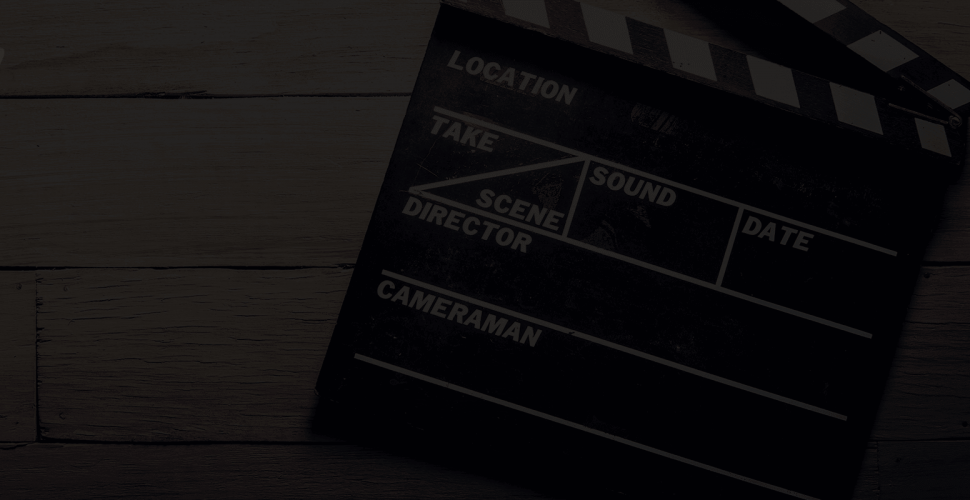 LOCATION
TAKE
SCENE
SOUND
DATE
DIRECTOR
CAMERAMAN